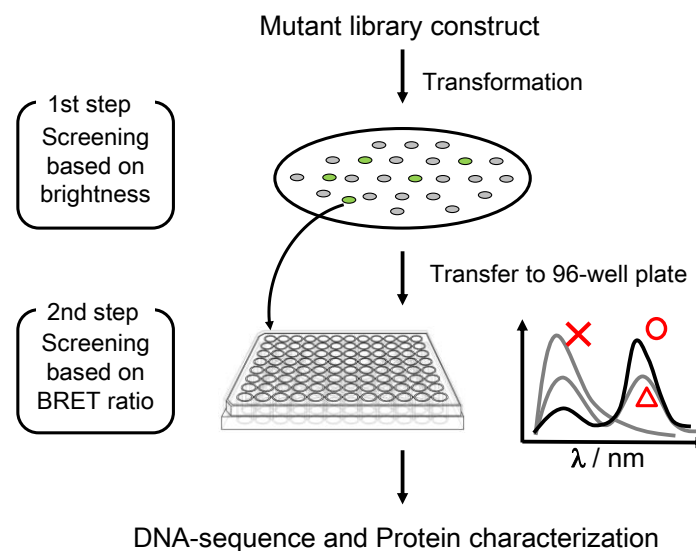 Mutant library construct
Transformation
1st step
Screening
based on
brightness
Transfer to 96-well plate
2nd step
Screening
based on
BRET ratio
λ / nm
DNA-sequence and Protein characterization